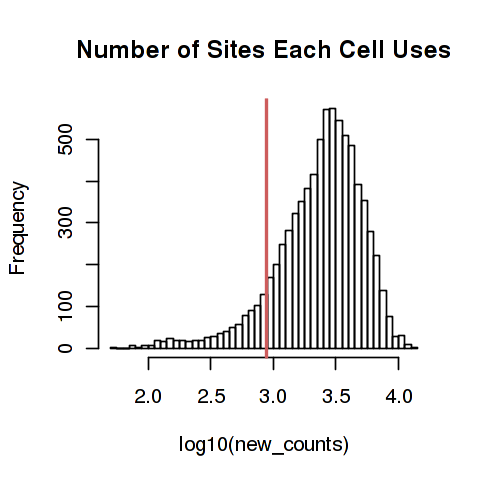 Number of Sites Each Cell Uses
Frequency
500
300
100
0
2.0 2.5 3.0 3.5 4.0
log10(new_counts)